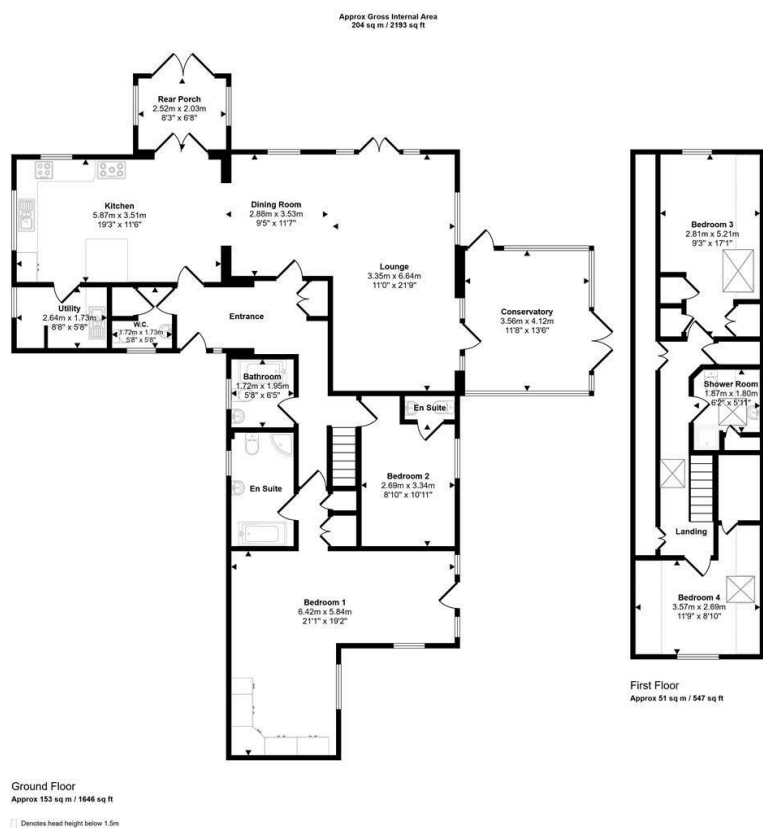 Approx Gross Internal Area
204 sq m / 2193 sq ft
Rear Porch
2.52m x 2.03m
8'3" x 6'8"
Kitchen
5.87m x 3.51m
19'3" x 11'6"
Dining Room
2.88m x 3.53m
9'5" x 11'7"
Lounge
3.35m x 6.64m
11'0" x 21'9"
Conservatory
3.56m x 4.12m
11'8" x 13'6"
Utility
2.64m x 1.73m
8'8" x 5'8"
W.C.
1.72m x 1.73m
5'8" x 5'8"
Entrance
Bathroom
1.72m x 1.95m
5'8" x 6'5"
En Suite
En Suite
Bedroom 2
2.69m x 3.34m
8'10" x 10'11"
Bedroom 1
6.42m x 5.84m
21'1" x 19'2"
Bedroom 3
2.81m x 5.21m
9'3" x 17'1"
Shower Room
1.87m x 1.80m
6'2" x 5'11"
Landing
Bedroom 4
3.57m x 2.69m
11'9" x 8'10"
First Floor
Approx 51 sq m / 547 sq ft
Ground Floor
Approx 153 sq m / 1646 sq ft
Denotes head height below 1.5m